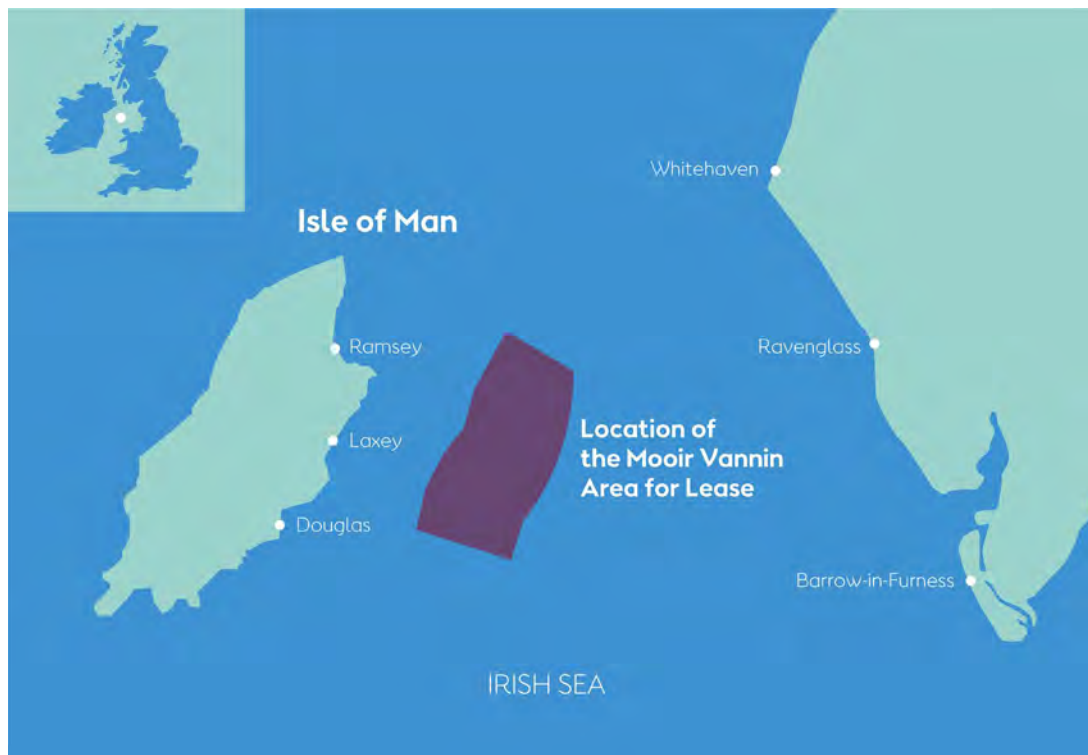 Whitehaven
Isle of Man
Ramsey
Ravenglass
Location of
the Mooir Vannin
Area for Lease
Laxey
Douglas
Barrow-in-Furness
IRISH SEA